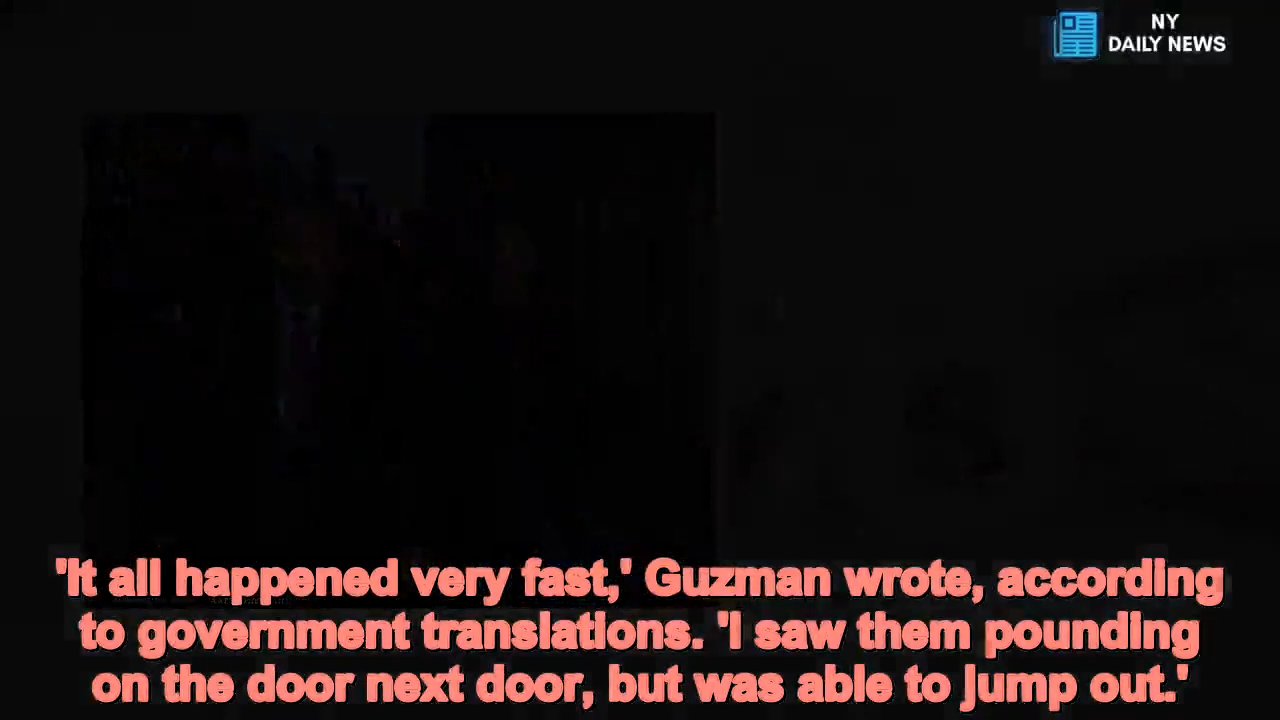 NY
DAILY NEWS
'It all happened very fast,' Guzman wrote, according
to government translations. 'I saw them pounding
on the door next door, but was able to jump out.'